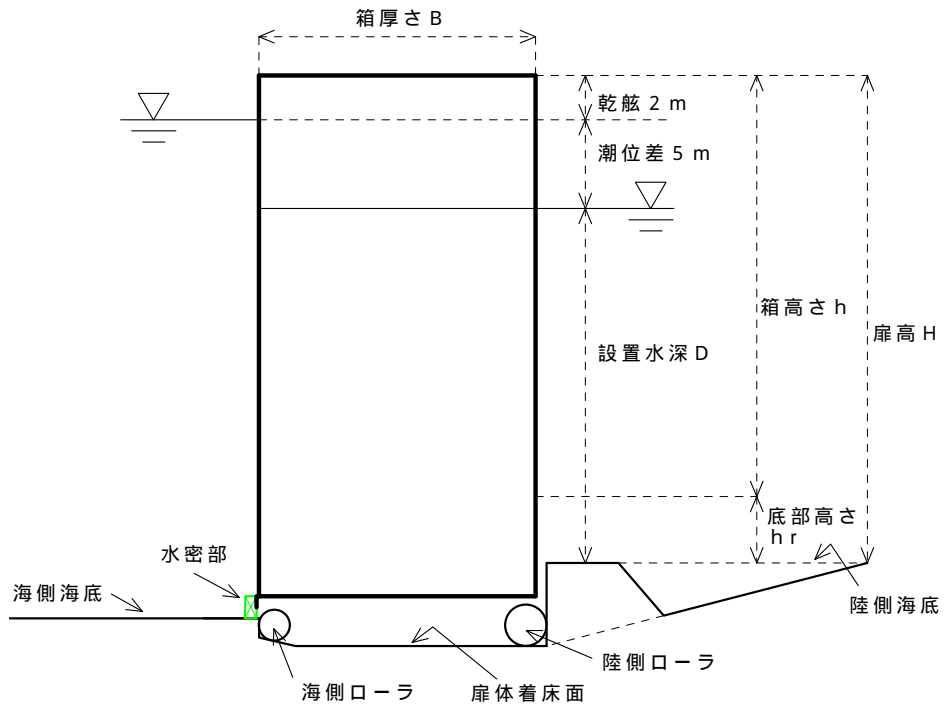 箱厚さB
乾舷2m
潮位差5m
箱高さh
扉高H
設置水深D
底部高さ
hr
水密部
海側海底
陸側海底
陸側ローラ
海側ローラ
扉体着床面